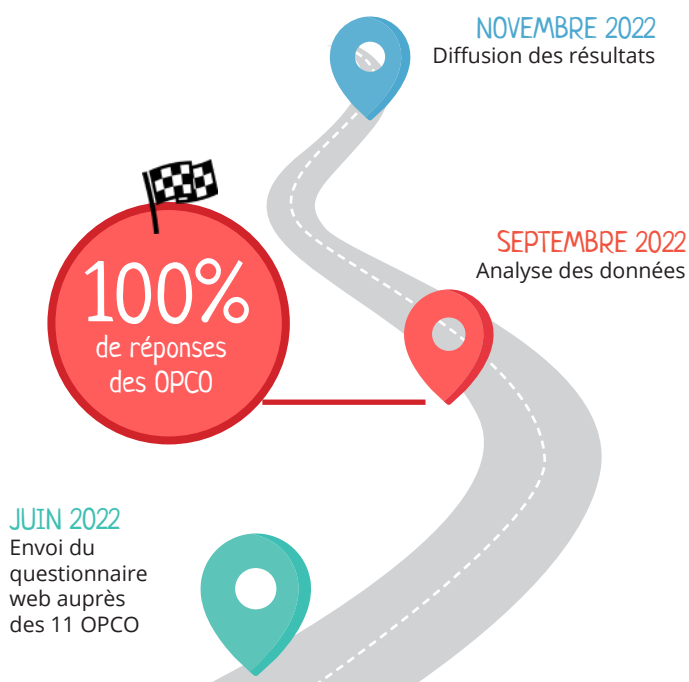 NOVEMBRE 2022
Diffusion des résultats
SEPTEMBRE 2022
Analyse des données
100%
de réponses
des OPCO
JUIN 2022
Envoi du
questionnaire
web auprès
des 11 OPCO